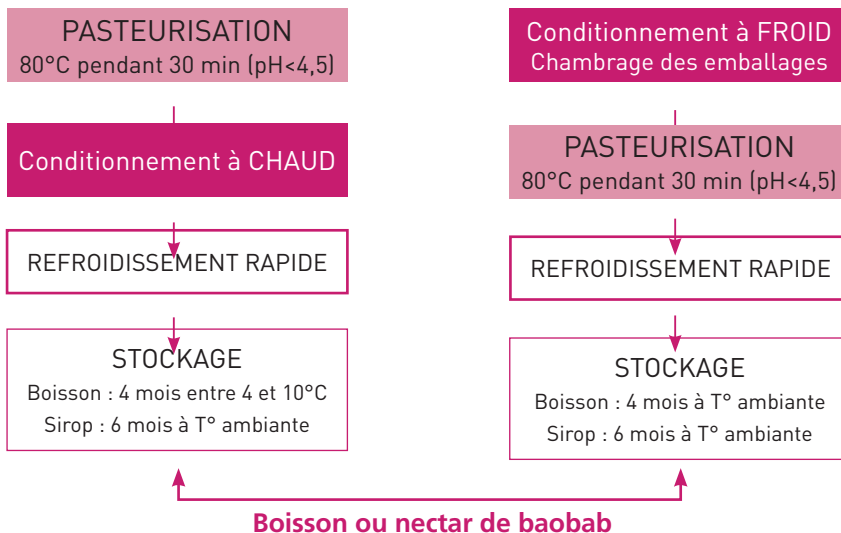 PASTEURISATION
80°C pendant 30 min (pH<4,5)
Conditionnement à CHAUD
REFROIDISSEMENT RAPIDE
STOCKAGE
Boisson : 4 mois entre 4 et 10°C
Sirop : 6 mois à T° ambiante
Conditionnement à FROID
Chambrage des emballages
PASTEURISATION
80°C pendant 30 min (pH<4,5)
REFROIDISSEMENT RAPIDE
STOCKAGE
Boisson : 4 mois à T° ambiante
Sirop : 6 mois à T° ambiante
Boisson ou nectar de baobab